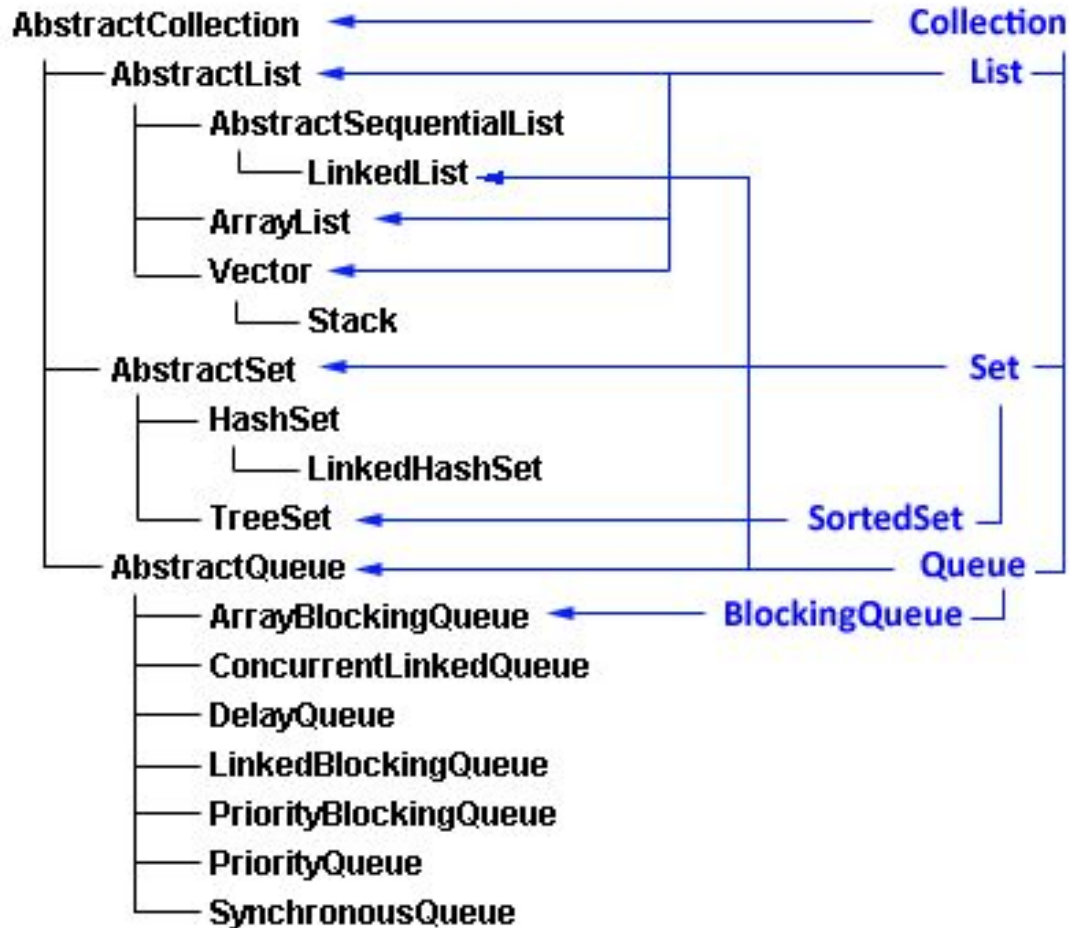 AbstractCollection Collection
AbstractList List
AbstractSequentialList
LinkedList
ArrayList
Vector
Stack
AbstractSet Set
HashSet
LinkedHashSet
TreeSet SortedSet
AbstractQueue Queue
ArrayBlockingQueue BlockingQueue
ConcurrentLinkedQueue
DelayQueue
LinkedBlockingQueue
PriorityBlockingQueue
PriorityQueue
SynchronousQueue